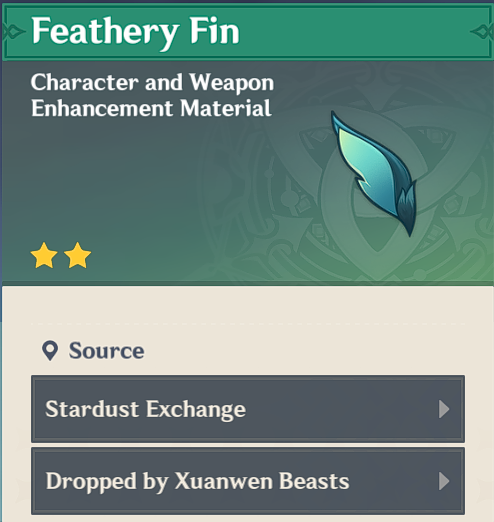 Feathery Fin
Character and Weapon
Enhancement Material
Source
Stardust Exchange
Dropped by Xuanwen Beasts